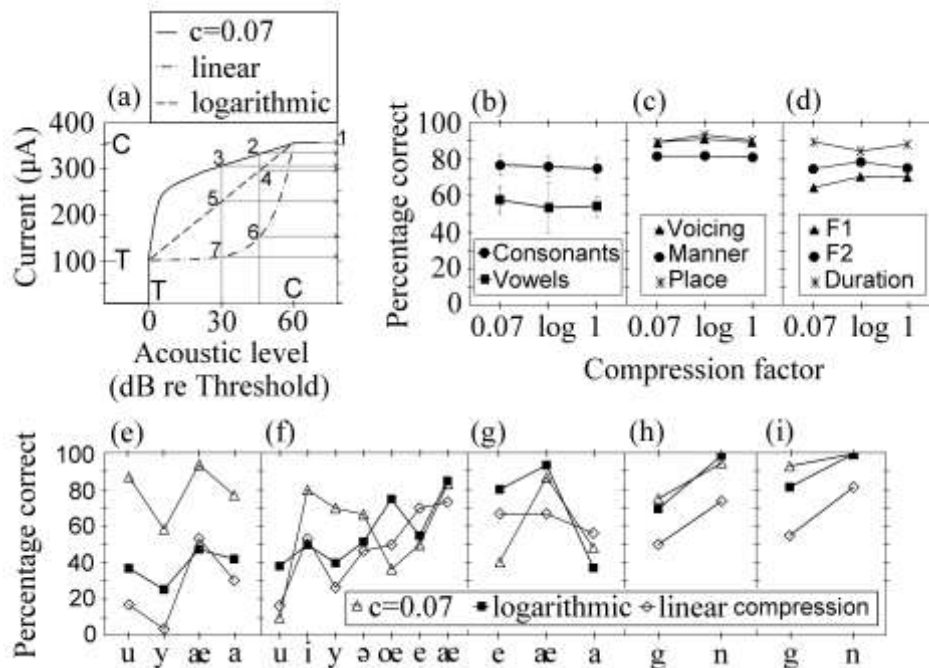 c=0.07
linear
logarithmic
(a)
400
300
200
100
0
Current (µA)
C
T
T
C
1
2
3
4
5
6
7
0 30 60
Acoustic level
(dB re Threshold)
(b) (c) (d)
Percentage correct
100
80
60
40
20
0
Consonants
Vowels
Voicing
Manner
Place
F1
F2
Duration
0.07 log 1 0.07 log 1 0.07 log 1
Compression factor
(e) (f) (g) (h) (i)
Percentage correct
100
80
60
40
20
0
c=0.07 logarithmic linear compression
u y æ a u i y ə œ e æ e æ a g n g n